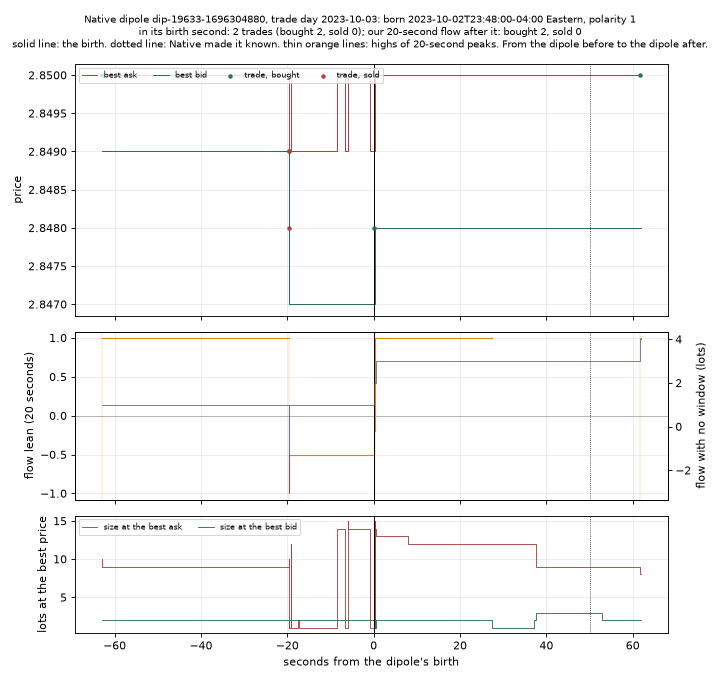 Native dipole dip-19633-1696304880, trade day 2023-10-03: born 2023-10-02T23:48:00-04:00 Eastern, polarity 1
in its birth second: 2 trades (bought 2, sold 0); our 20-second flow after it: bought 2, sold 0
solid line: the birth. dotted line: Native made it known. thin orange lines: highs of 20-second peaks. From the dipole before to the dipole after.
best ask best bid trade, bought trade, sold
2.8500
2.8495
2.8490
2.8485
2.8480
2.8475
2.8470
price
1.0
0.5
0.0
−0.5
−1.0
flow lean (20 seconds)
4
2
0
−2
flow with no window (lots)
size at the best ask size at the best bid
15
10
5
lots at the best price
−60 −40 −20 0 20 40 60
seconds from the dipole's birth